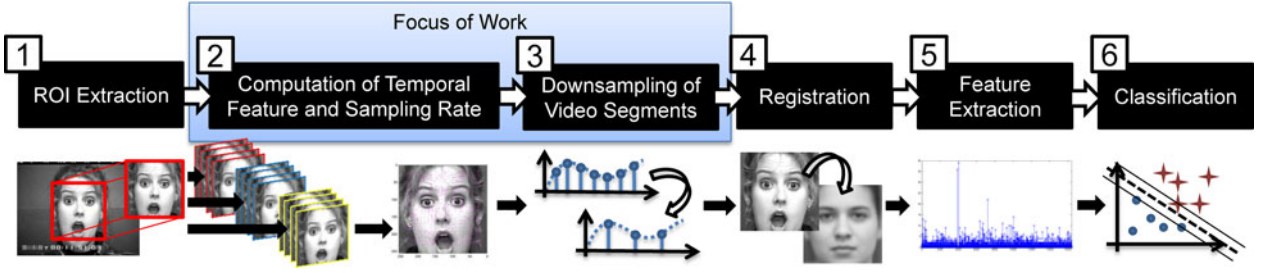 Focus of Work
1
ROI Extraction
2
Computation of Temporal
Feature and Sampling Rate
3
Downsampling of
Video Segments
4
Registration
5
Feature
Extraction
6
Classification